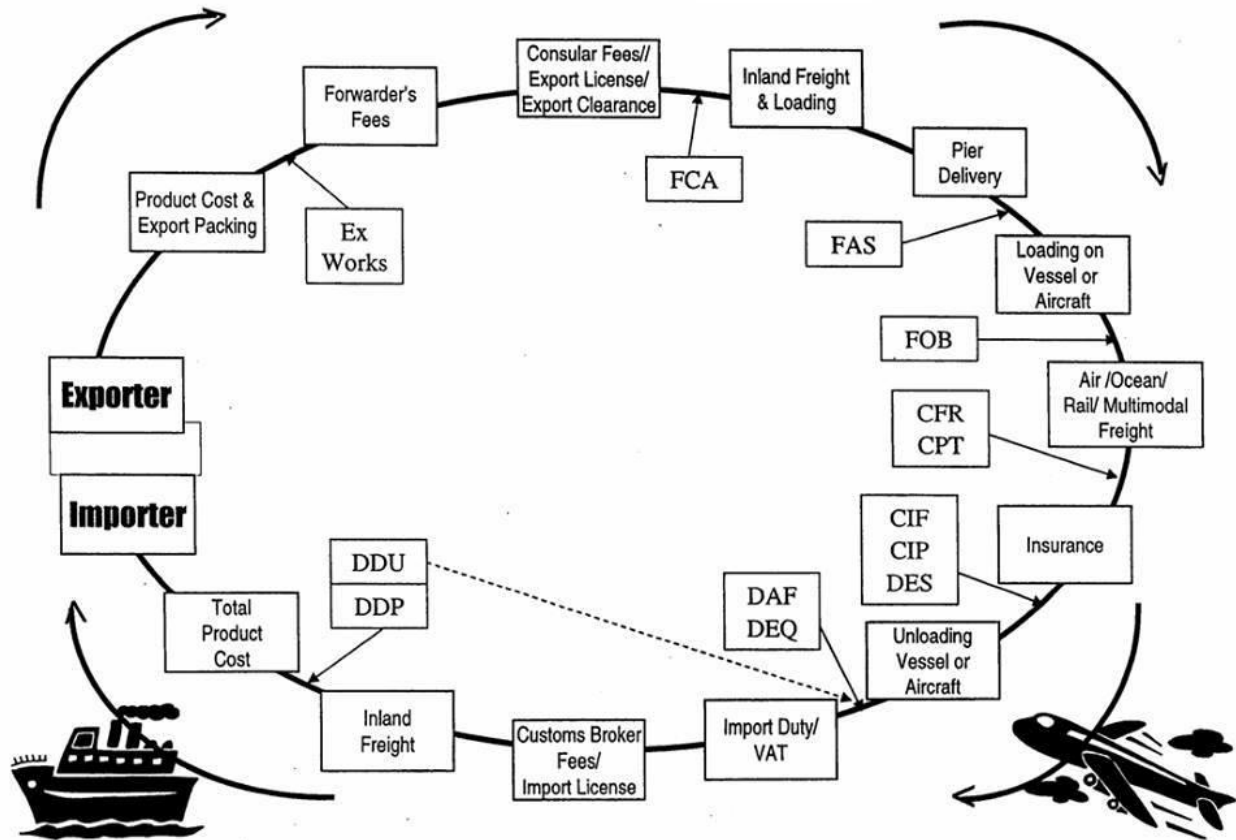 Consular Fees//
Export License/
Export Clearance
Inland Freight
& Loading
Forwarder's
Fees
Pier
Delivery
FCA
Product Cost &
Export Packing
Ex
Works
FAS
Loading on
Vessel or
Aircraft
FOB
Exporter
Air /Ocean/
Rail/ Multimodal
Freight
CFR
CPT
Importer
CIF
CIP
DES
Insurance
DDU
DDP
DAF
DEQ
Total
Product
Cost
Unloading
Vessel or
Aircraft
Inland
Freight
Customs Broker
Fees/
Import License
Import Duty/
VAT